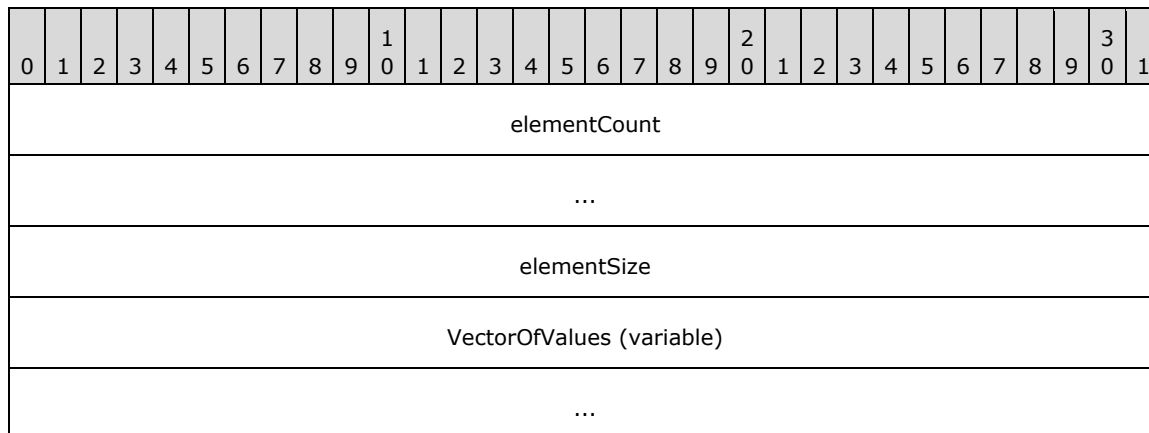 1 2 3
0 1 2 3 4 5 6 7 8 9 0 1 2 3 4 5 6 7 8 9 0 1 2 3 4 5 6 7 8 9 0 1
elementCount
...
elementSize
VectorOfValues (variable)
...